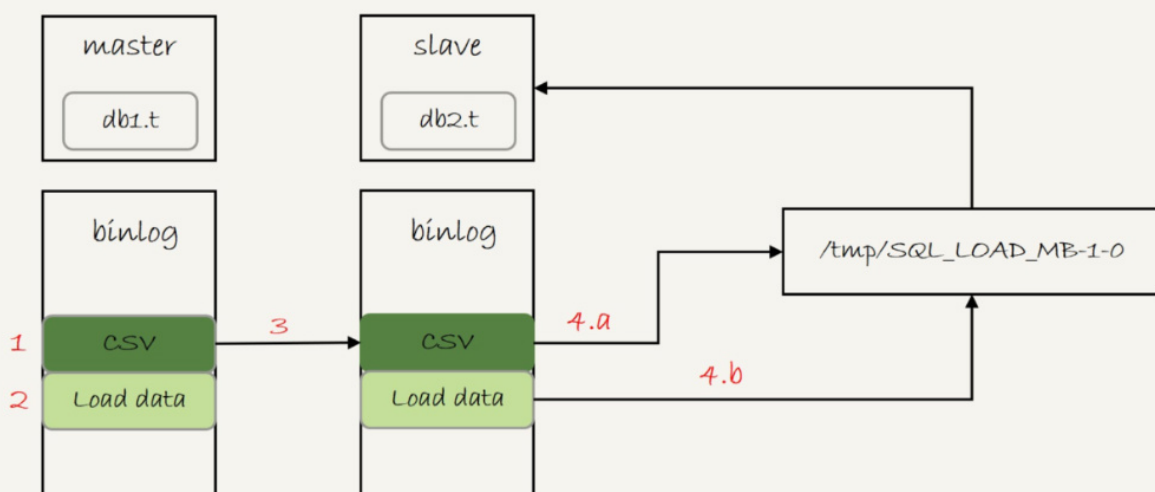 master
slave
db1.t
db2.t
binlog
binlog
/tmp/SQL_LOAD_MB-1-0
1
CSV
3
CSV
4.a
2
Load data
Load data
4.b